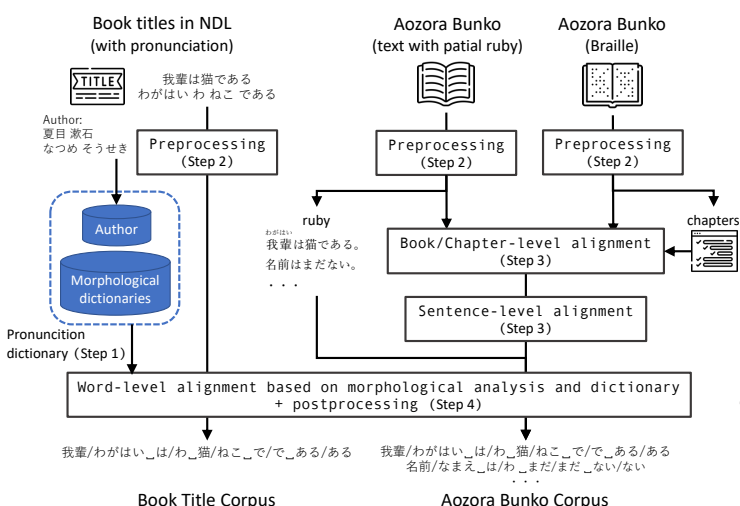 Book titles in NDL
(with pronunciation)
TITLE
我輩は猫である
わがはい わ ねこ である
Author:
夏目 漱石
なつめ そうせき
Preprocessing
(Step 2)
Author
Morphological
dictionaries
Pronuncition
dictionary (Step 1)
Aozora Bunko
(text with patial ruby)
Aozora Bunko
(Braille)
Preprocessing
(Step 2)
Preprocessing
(Step 2)
ruby
わがはい
我輩は猫である。
名前はまだない。
・・・
chapters
Book/Chapter-level alignment
(Step 3)
Sentence-level alignment
(Step 3)
Word-level alignment based on morphological analysis and dictionary
+ postprocessing (Step 4)
我輩/わがはい␣は/わ␣猫/ねこ␣で/で␣ある/ある
Book Title Corpus
我輩/わがはい␣は/わ␣猫/ねこ␣で/で␣ある/ある
名前/なまえ␣は/わ␣まだ/まだ␣ない/ない
・・・
Aozora Bunko Corpus